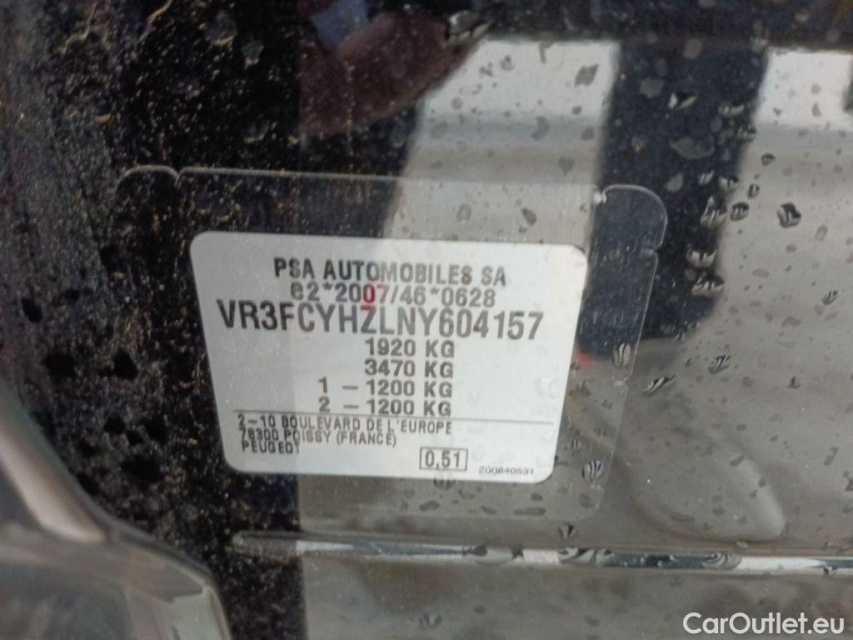 PSA AUTOMOBILES SA
e2*2007/46*0628
VR3FCYHZLNY604157
1920 KG
3470 KG
1 - 1200 KG
2 - 1200 KG
2-10 BOULEVARD DE L'EUROPE
78300 POISSY (FRANCE)
PEUGEOT
0,51
200840531
CarOutlet.eu